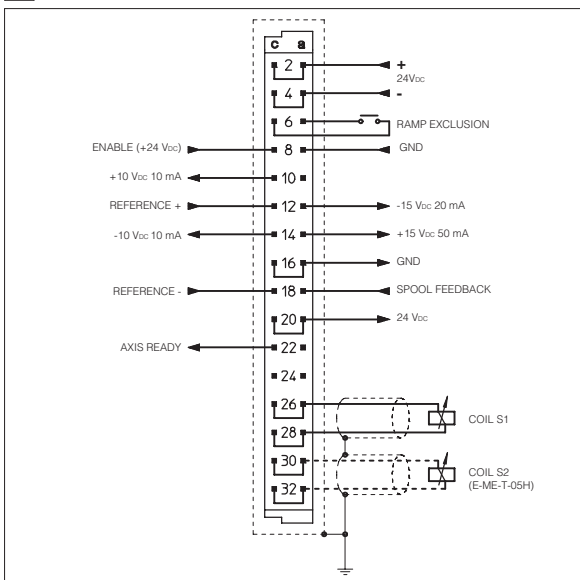 c a
2 +
24VDC
4 -
6 RAMP EXCLUSION
ENABLE (+24 VDC) 8 GND
+10 VDC 10 mA 10
REFERENCE + 12 -15 VDC 20 mA
-10 VDC 10 mA 14 +15 VDC 50 mA
16 GND
REFERENCE - 18 SPOOL FEEDBACK
20 24 VDC
AXIS READY 22
24
26
COIL S1
28
30
COIL S2
(E-ME-T-05H)
32